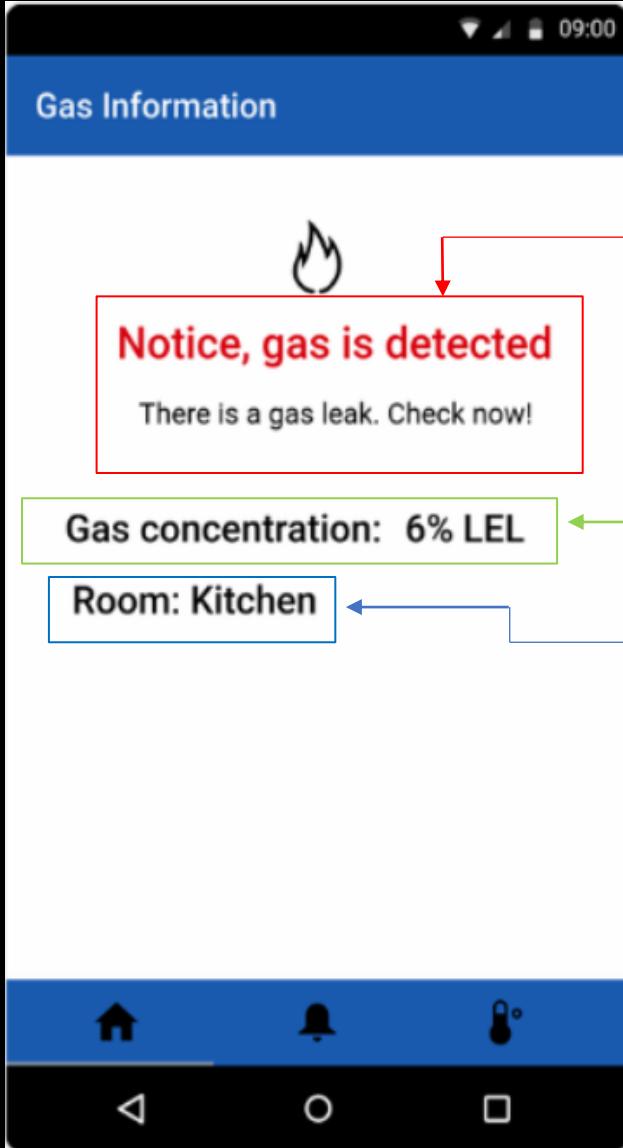 09:00
Gas Information
Notice, gas is detected
There is a gas leak. Check now!
Gas concentration: 6% LEL
Room: Kitchen